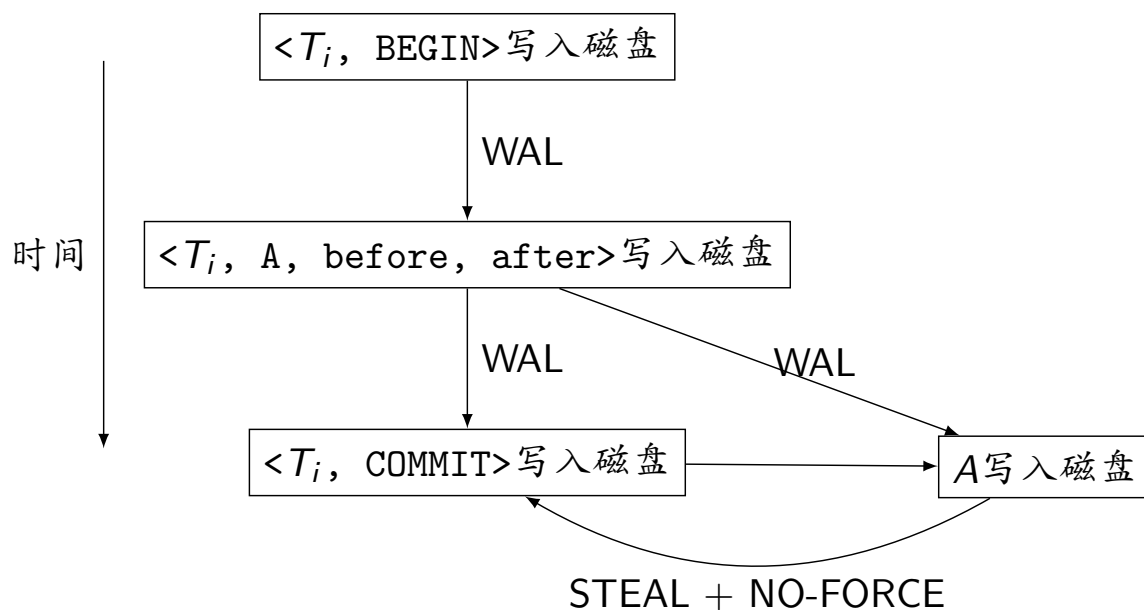 <Ti, BEGIN>写入磁盘
WAL
时间
<Ti, A, before, after>写入磁盘
WAL
WAL
<Ti, COMMIT>写入磁盘
A写入磁盘
STEAL + NO-FORCE